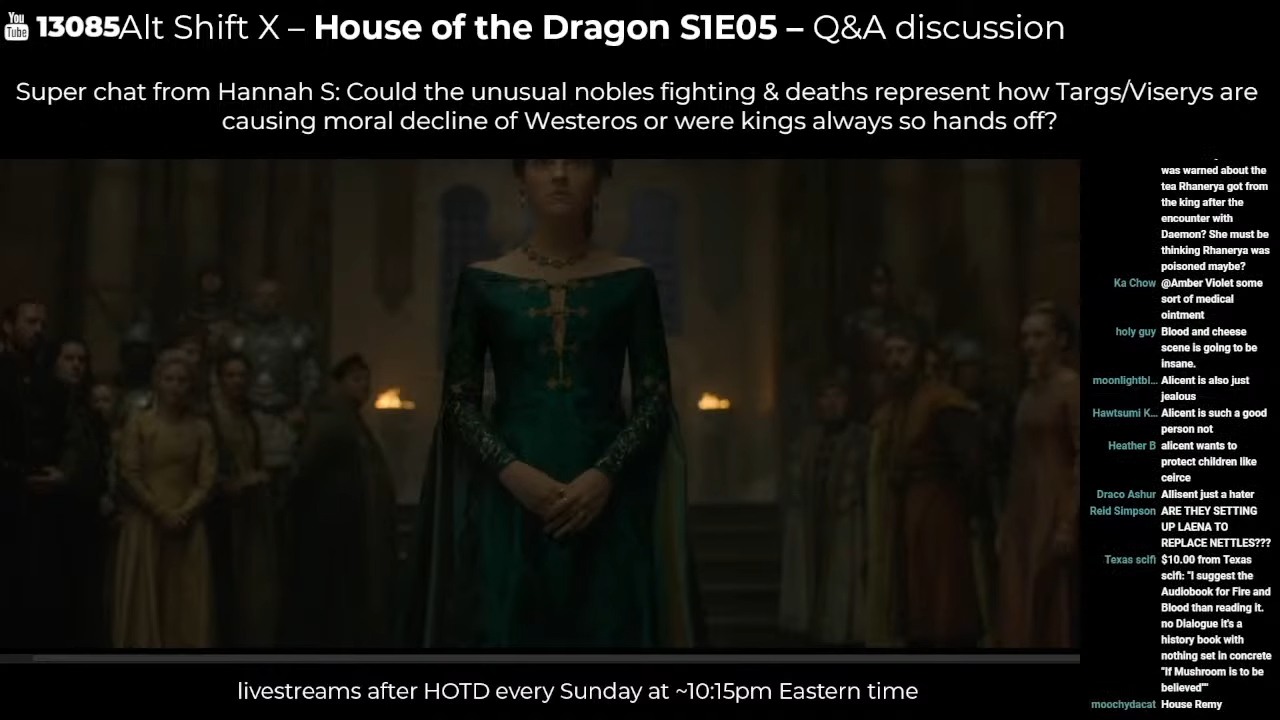 You
Tube
13085
Alt Shift X – House of the Dragon S1E05 – Q&A discussion
Super chat from Hannah S: Could the unusual nobles fighting & deaths represent how Targs/Viserys are
causing moral decline of Westeros or were kings always so hands off?
was warned about the
tea Rhanerya got from
the king after the
encounter with
Daemon? She must be
thinking Rhanerya was
poisoned maybe?
Ka Chow @Amber Violet some
sort of medical
ointment
holy guy Blood and cheese
scene is going to be
insane.
moonlightbl... Alicent is also just
jealous
Hawtsumi K... Alicent is such a good
person not
Heather B alicent wants to
protect children like
celrce
Draco Ashur Allisent just a hater
Reid Simpson ARE THEY SETTING
UP LAENA TO
REPLACE NETTLES???
Texas scifi $10.00 from Texas
scifi: "I suggest the
Audiobook for Fire and
Blood than reading it.
no Dialogue it's a
history book with
nothing set in concrete
"If Mushroom is to be
believed""
moochydacat House Remy
livestreams after HOTD every Sunday at ~10:15pm Eastern time